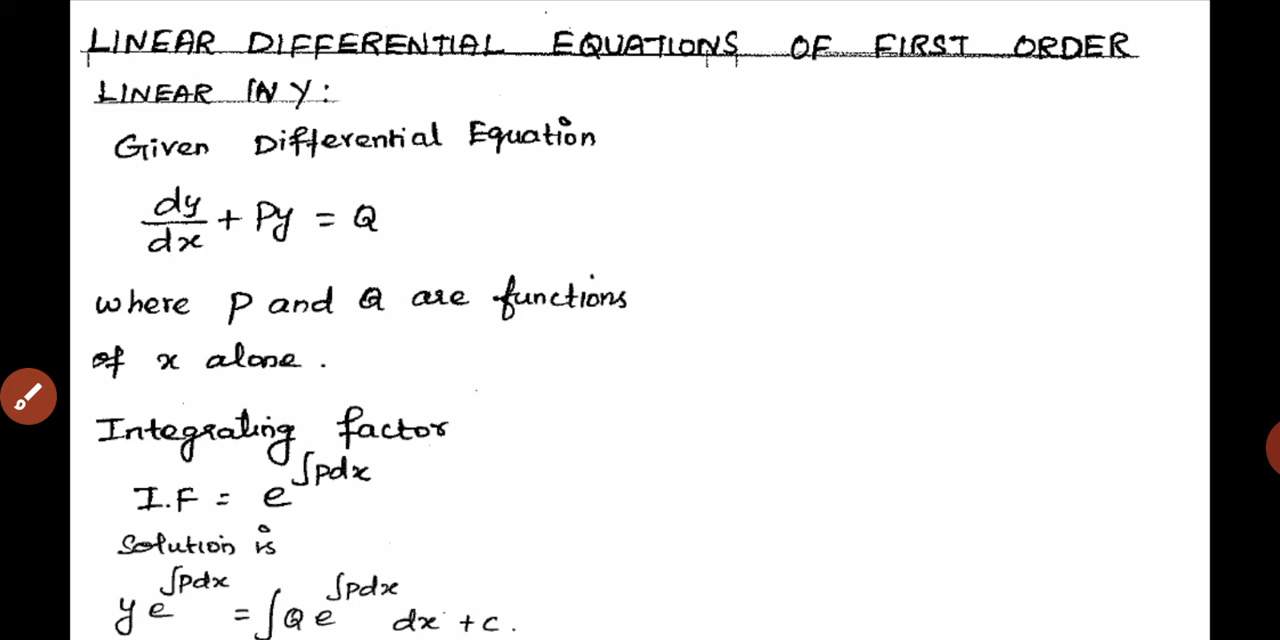 LINEAR DIFFERENTIAL EQUATIONS OF FIRST ORDER
LINEAR IN Y:
Given Differential Equation
dy/dx + Py = Q
where P and Q are functions
of x alone.
Integrating factor
I.F = e^∫pdx
Solution is
y e^∫pdx = ∫Q e^∫pdx dx + c.